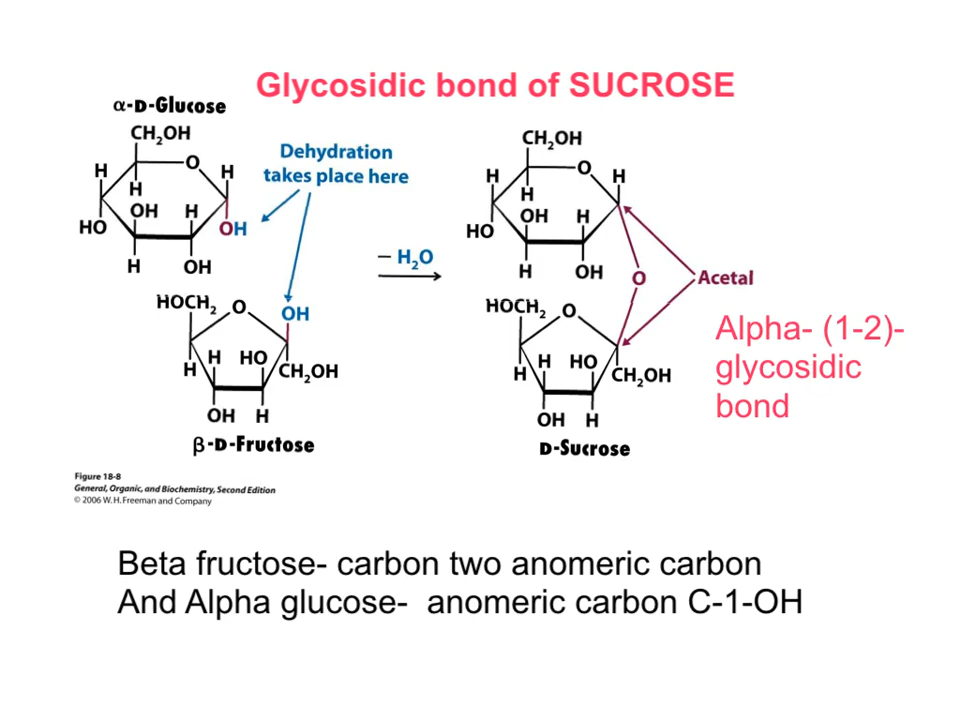 Glycosidic bond of SUCROSE
α-D-Glucose
CH₂OH
O
H
H
H
OH
H
HO
OH
H
OH
Dehydration
takes place here
HOCH₂
O
OH
H
H
HO
CH₂OH
OH
H
β-D-Fructose
– H₂O
CH₂OH
O
H
H
H
OH
H
HO
H
OH
O
Acetal
HOCH₂
O
H
H
HO
CH₂OH
OH
H
D-Sucrose
Alpha- (1-2)-
glycosidic
bond
Figure 18-8
General, Organic, and Biochemistry, Second Edition
© 2006 W. H. Freeman and Company
Beta fructose- carbon two anomeric carbon
And Alpha glucose-  anomeric carbon C-1-OH